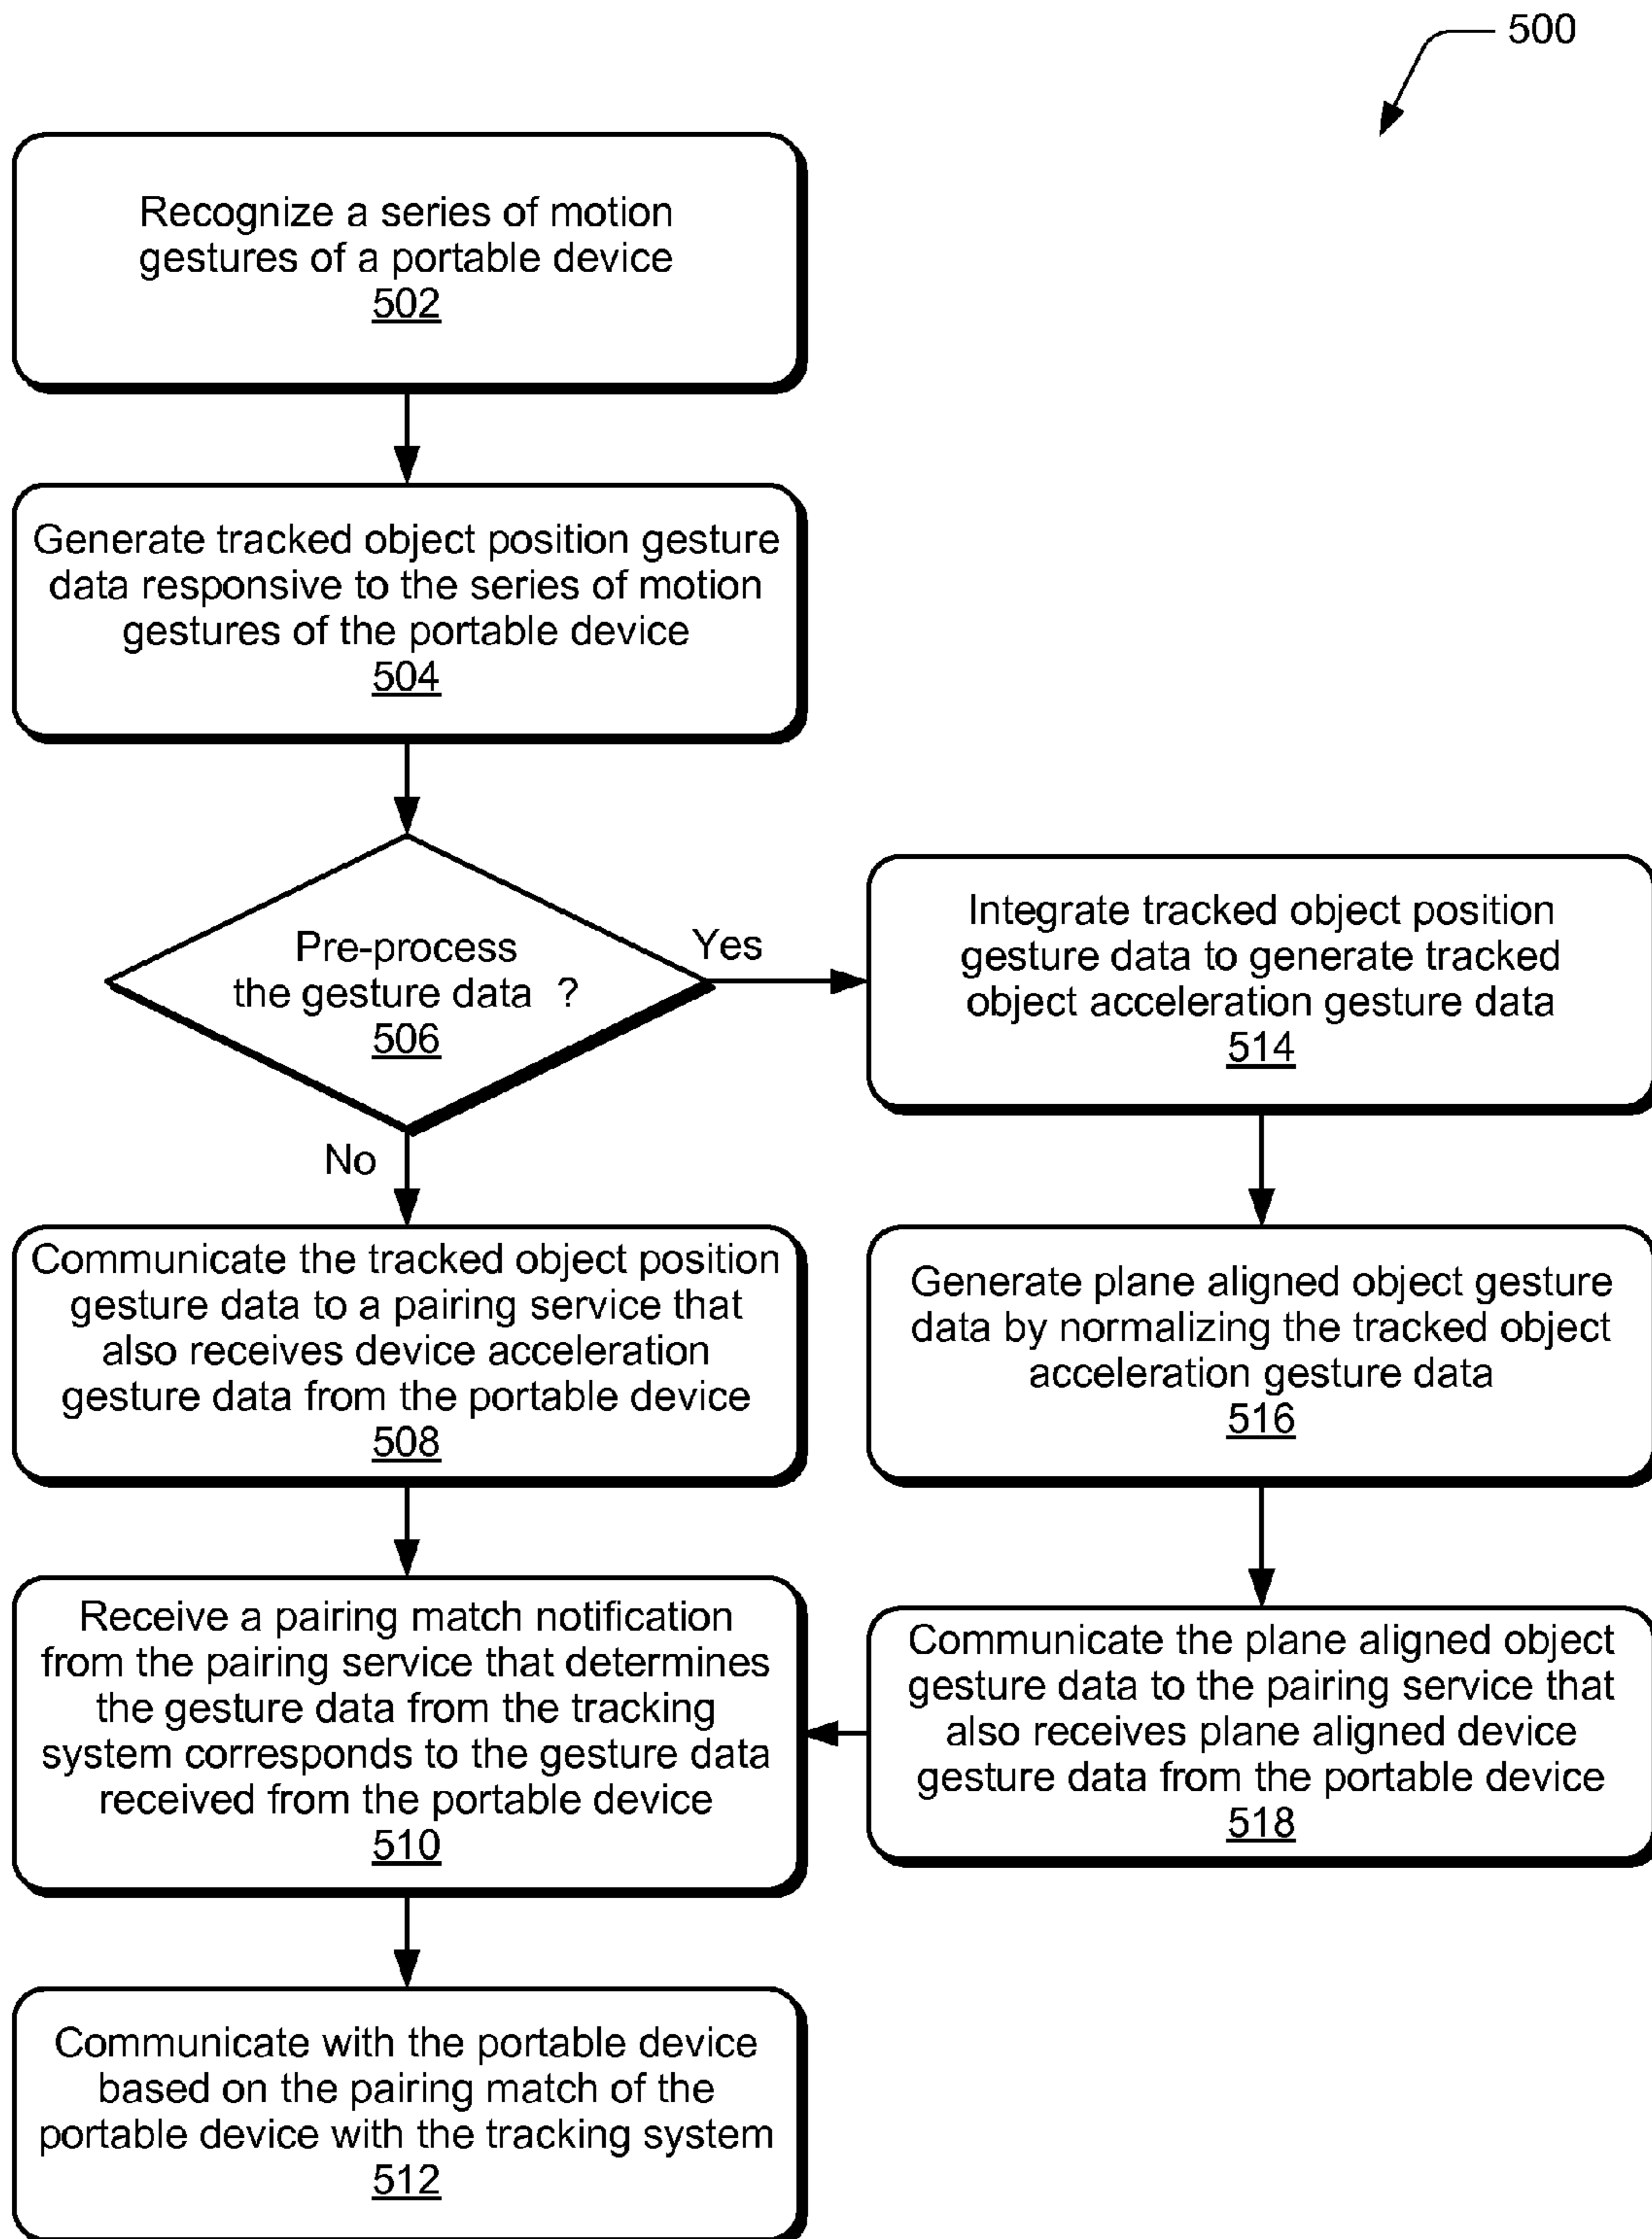 500
Recognize a series of motion
gestures of a portable device
502
Generate tracked object position gesture
data responsive to the series of motion
gestures of the portable device
504
Pre-process
the gesture data ?
506
Yes
No
Integrate tracked object position
gesture data to generate tracked
object acceleration gesture data
514
Communicate the tracked object position
gesture data to a pairing service that
also receives device acceleration
gesture data from the portable device
508
Generate plane aligned object gesture
data by normalizing the tracked object
acceleration gesture data
516
Receive a pairing match notification
from the pairing service that determines
the gesture data from the tracking
system corresponds to the gesture data
received from the portable device
510
Communicate the plane aligned object
gesture data to the pairing service that
also receives plane aligned device
gesture data from the portable device
518
Communicate with the portable device
based on the pairing match of the
portable device with the tracking system
512